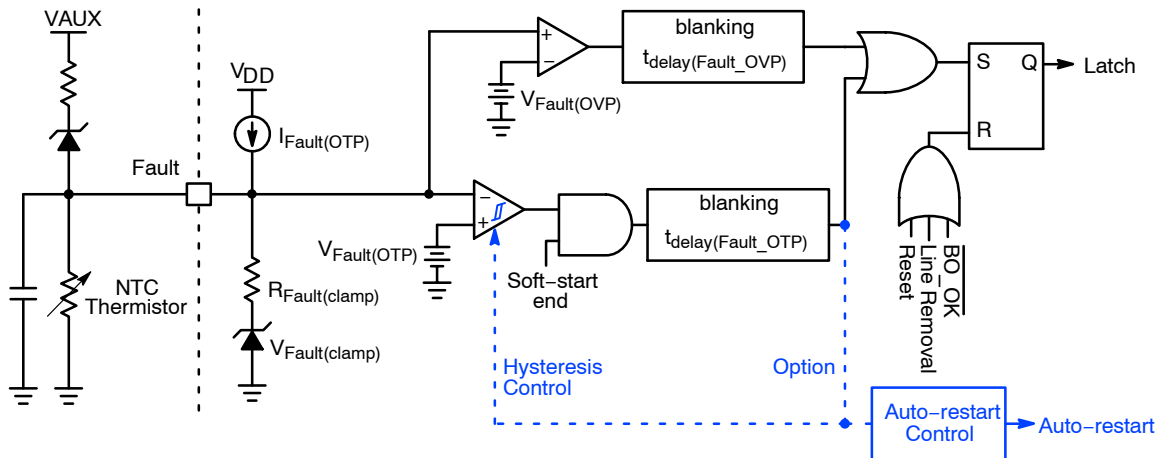 VAUX
VDD
IFault(OTP)
Fault
NTC
Thermistor
RFault(clamp)
VFault(clamp)
+
−
VFault(OVP)
blanking
tdelay(Fault_OVP)
−
+
VFault(OTP)
Soft−start
end
blanking
tdelay(Fault_OTP)
S
Q
R
Latch
Reset
Line Removal
BO_OK
Hysteresis
Control
Option
Auto−restart
Control
Auto−restart